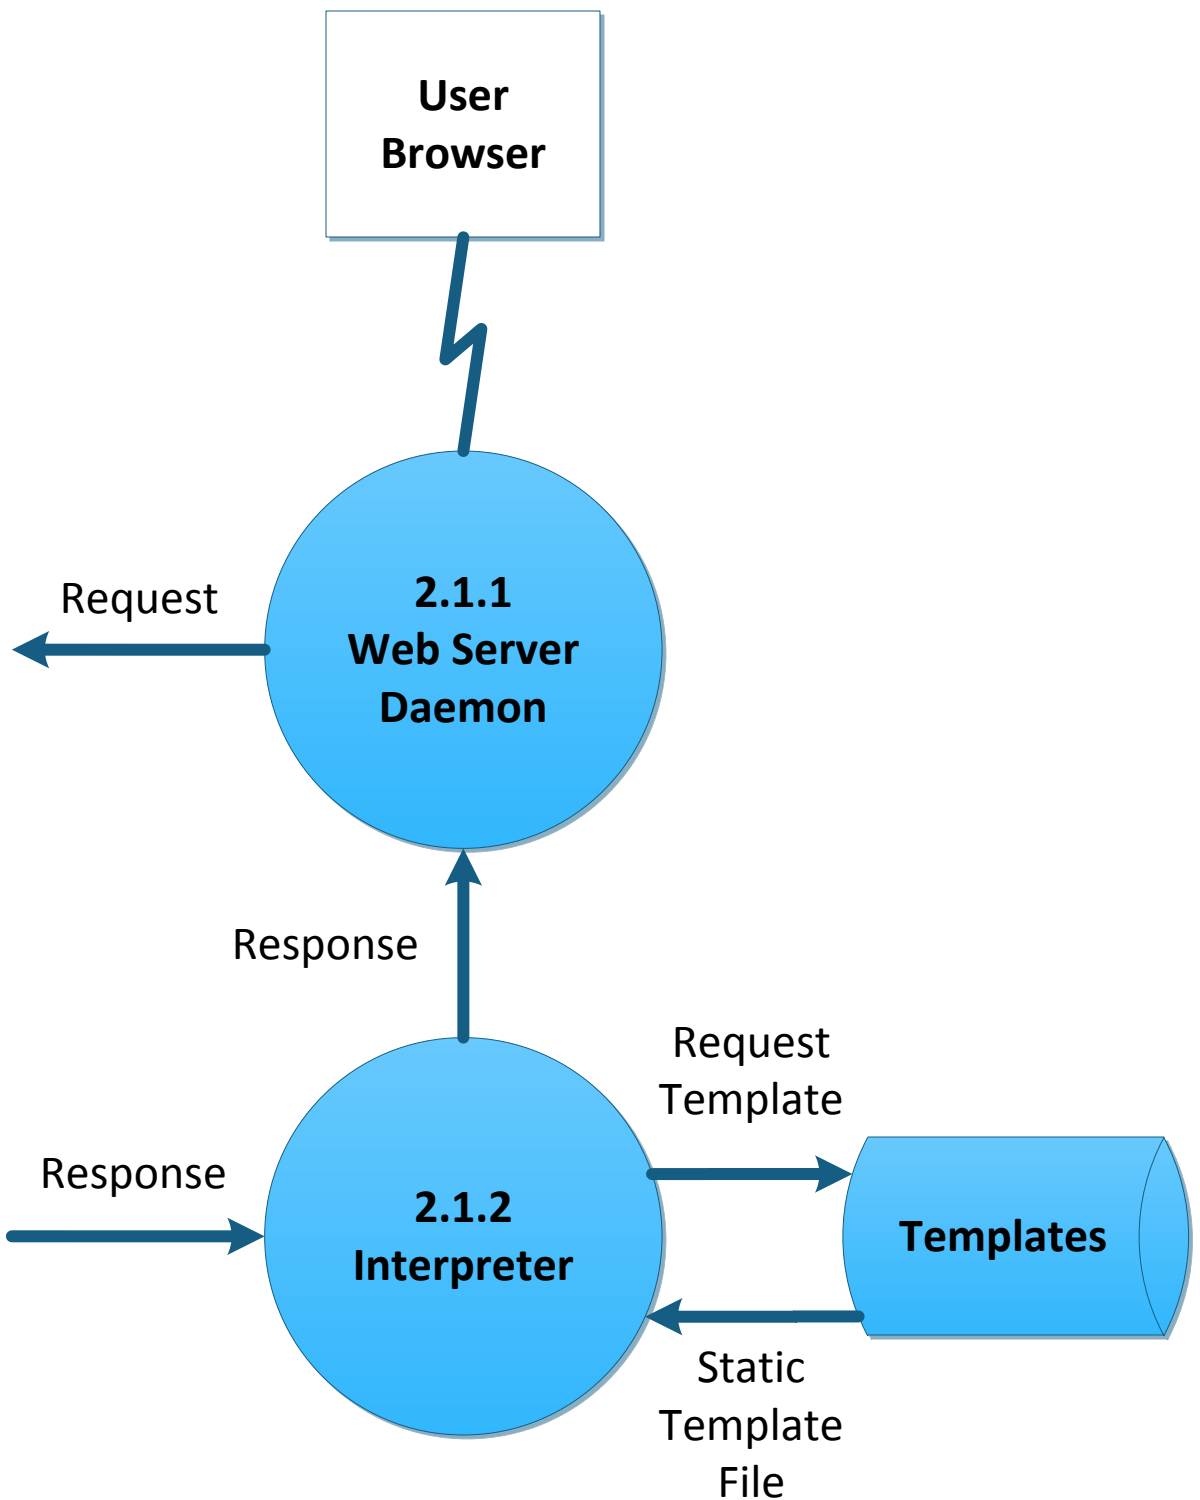 User
Browser
Request
2.1.1
Web Server
Daemon
Response
Request
Template
Response
2.1.2
Interpreter
Templates
Static
Template
File